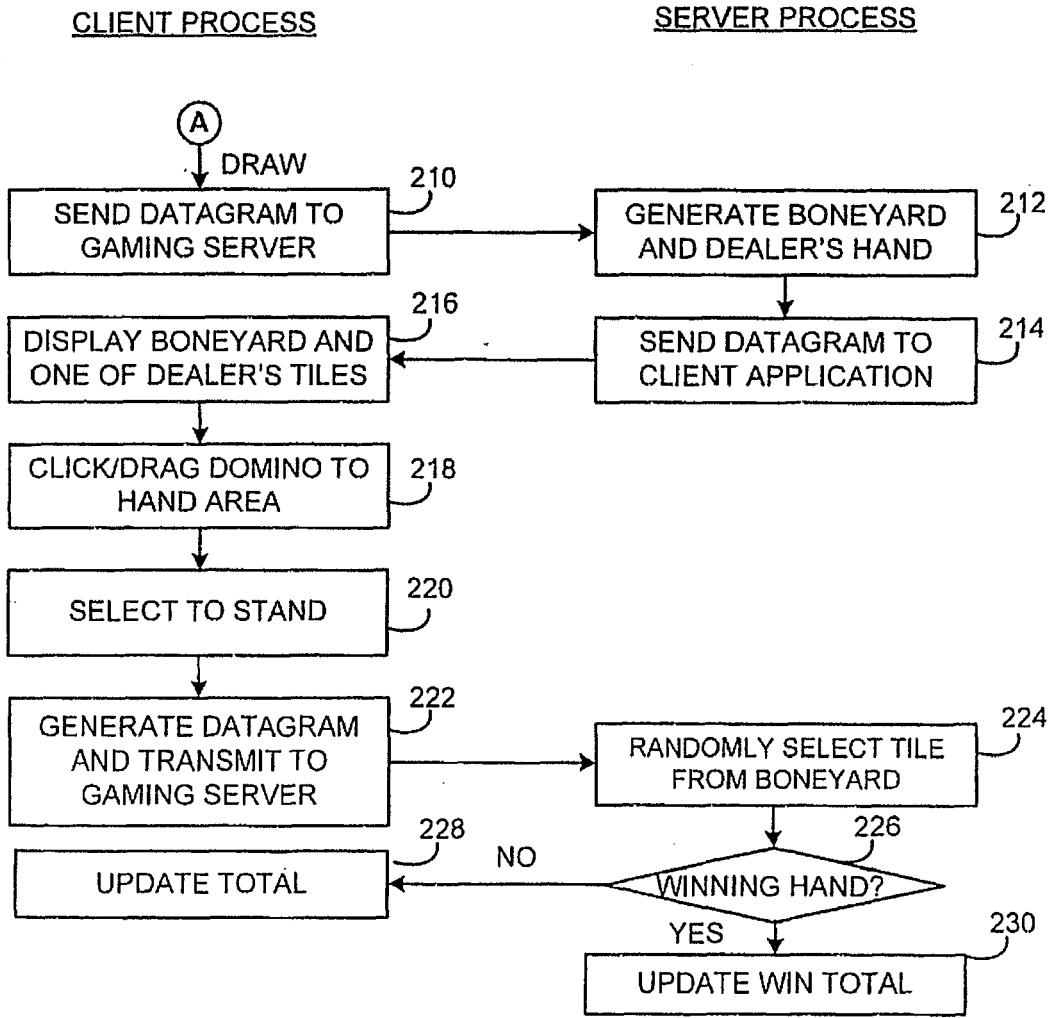 CLIENT PROCESS
SERVER PROCESS
A
DRAW
210
SEND DATAGRAM TO
GAMING SERVER
212
GENERATE BONEYARD
AND DEALER'S HAND
216
DISPLAY BONEYARD AND
ONE OF DEALER'S TILES
214
SEND DATAGRAM TO
CLIENT APPLICATION
218
CLICK/DRAG DOMINO TO
HAND AREA
220
SELECT TO STAND
222
GENERATE DATAGRAM
AND TRANSMIT TO
GAMING SERVER
224
RANDOMLY SELECT TILE
FROM BONEYARD
228
UPDATE TOTAL
NO
226
WINNING HAND?
YES
230
UPDATE WIN TOTAL